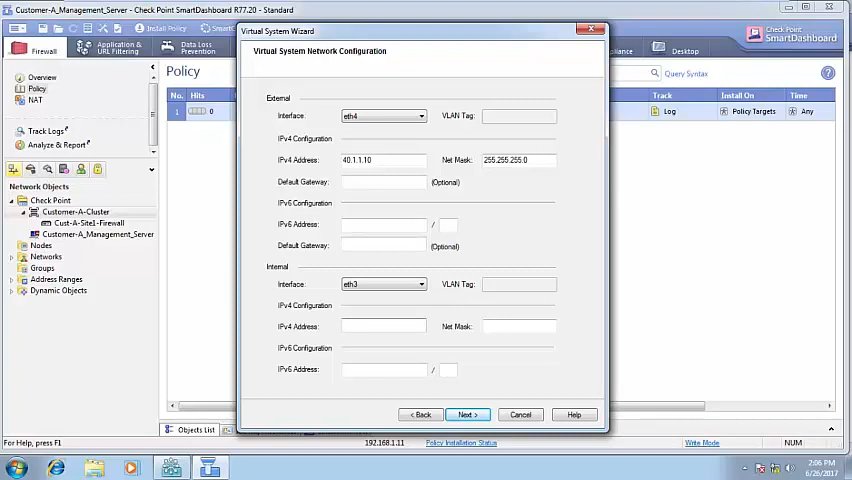 Customer-A_Management_Server - Check Point SmartDashboard R77.20 - Standard
Install Policy
SmartC
Firewall
Application &
URL Filtering
Data Loss
Prevention
pliance
Desktop
Check Point
SmartDashboard
Overview
Policy
NAT
Track Logs
Analyze & Report
Policy
Query Syntax
No.
Hits
Track
Install On
Time
1
0
Log
Policy Targets
Any
Network Objects
Check Point
Customer-A-Cluster
Cust-A-Site1-Firewall
Customer-A_Management_Server
Nodes
Networks
Groups
Address Ranges
Dynamic Objects
Virtual System Wizard
Virtual System Network Configuration
External
Interface: eth4 VLAN Tag:
IPv4 Configuration
IPv4 Address: 40.1.1.10 Net Mask: 255.255.255.0
Default Gateway: (Optional)
IPv6 Configuration
IPv6 Address: /
Default Gateway: (Optional)
Internal
Interface: eth3 VLAN Tag:
IPv4 Configuration
IPv4 Address: Net Mask:
IPv6 Configuration
IPv6 Address: /
< Back Next > Cancel Help
Objects List
For Help, press F1
192.168.1.11
Policy Installation Status
Write Mode
NUM
2:06 PM
6/26/2017